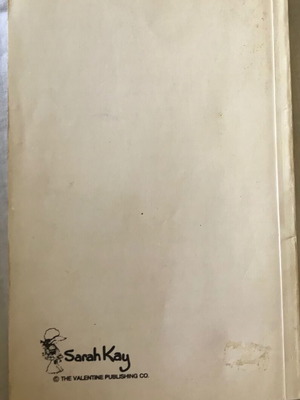 Sarah Kay
© THE VALENTINE PUBLISHING CO.